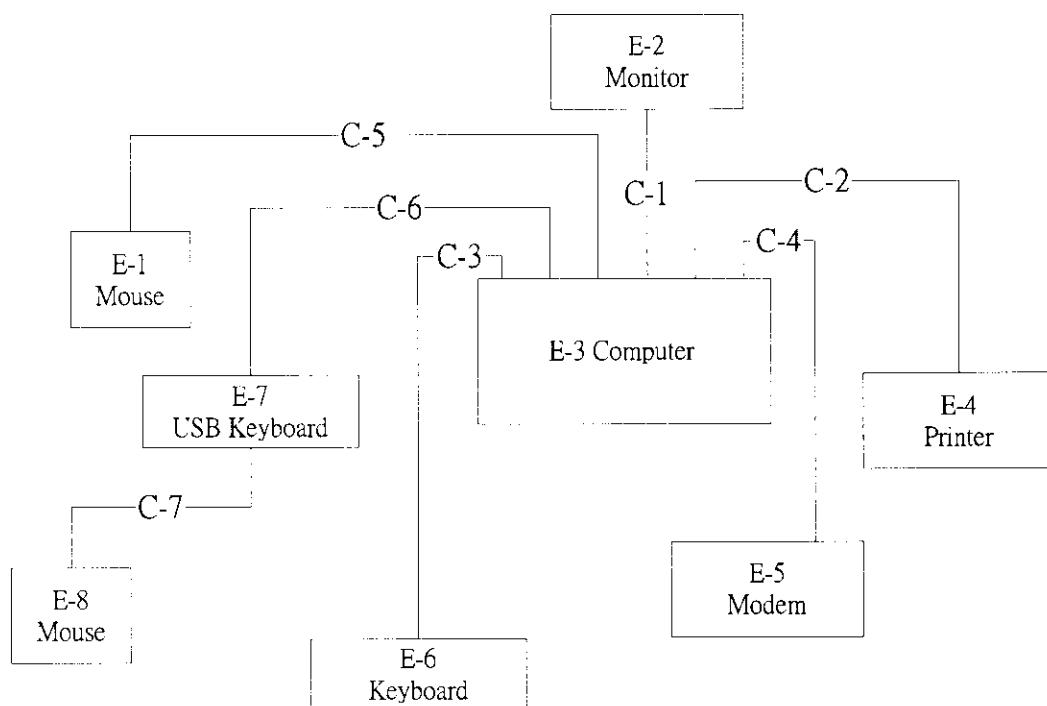 E-2
Monitor
C-5
C-1
C-2
C-6
C-4
C-3
E-1
Mouse
E-3 Computer
E-7
USB Keyboard
E-4
Printer
C-7
E-5
Modem
E-8
Mouse
E-6
Keyboard